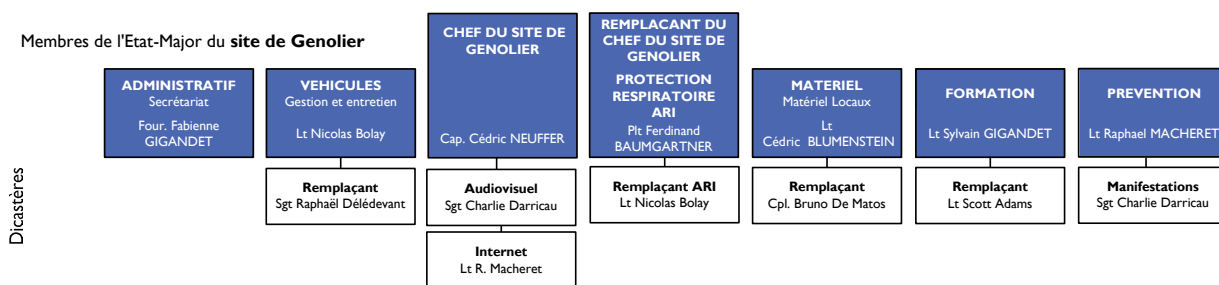 Membres de l'Etat-Major du site de Genolier
ADMINISTRATIF
Secrétariat
Four. Fabienne
GIGANDET
VEHICULES
Gestion et entretien
Lt Nicolas Bolay
CHEF DU SITE DE
GENOLIER
Cap. Cédric NEUFFER
REMPLACANT DU
CHEF DU SITE DE
GENOLIER
PROTECTION
RESPIRATOIRE
ARI
Plt Ferdinand
BAUMGARTNER
MATERIEL
Matériel Locaux
Lt
Cédric BLUMENSTEIN
FORMATION
Lt Sylvain GIGANDET
PREVENTION
Lt Raphael MACHERET
Dicastères
Remplaçant
Sgt Raphaël Délédevant
Audiovisuel
Sgt Charlie Darricau
Remplaçant ARI
Lt Nicolas Bolay
Remplaçant
Cpl. Bruno De Matos
Remplaçant
Lt Scott Adams
Manifestations
Sgt Charlie Darricau
Internet
Lt R. Macheret